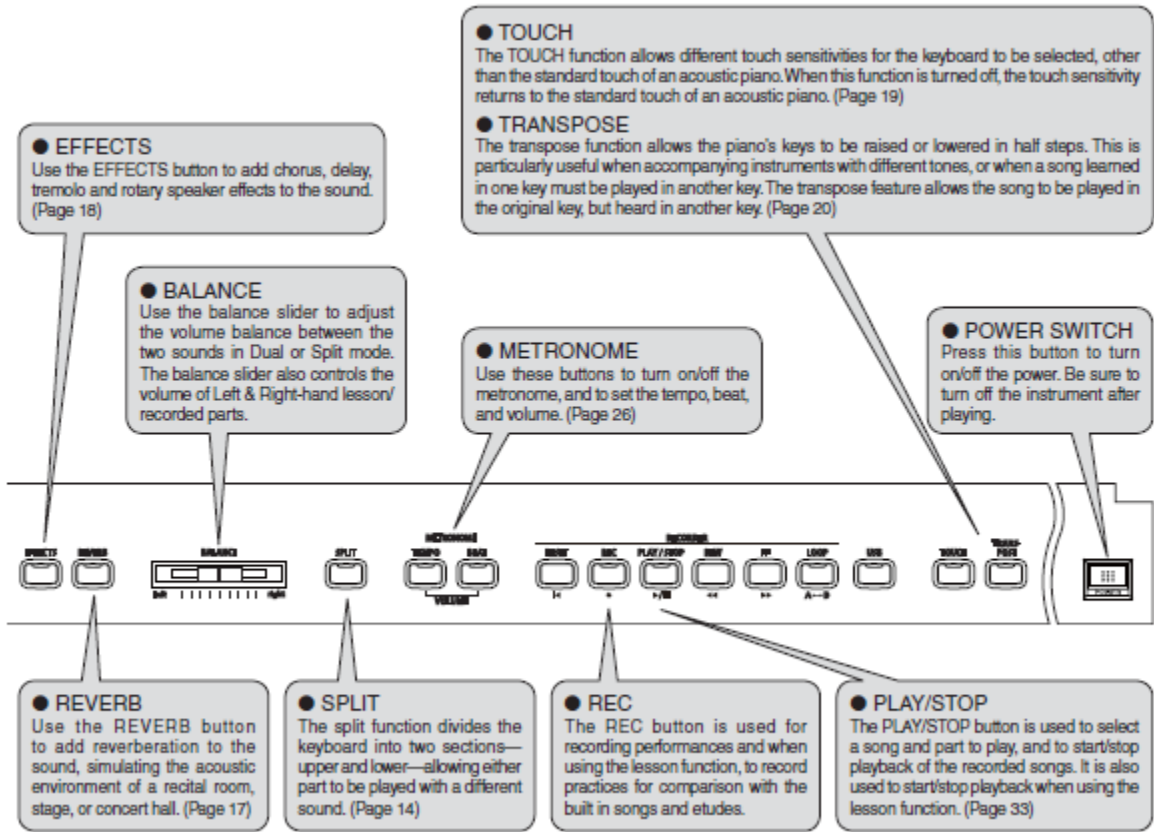 ● TOUCH
The TOUCH function allows different touch sensitivities for the keyboard to be selected, other
than the standard touch of an acoustic piano. When this function is turned off, the touch sensitivity
returns to the standard touch of an acoustic piano. (Page 19)
● TRANSPOSE
The transpose function allows the piano's keys to be raised or lowered in half steps. This is
particularly useful when accompanying instruments with different tones, or when a song learned
in one key must be played in another key. The transpose feature allows the song to be played in
the original key, but heard in another key. (Page 20)
● EFFECTS
Use the EFFECTS button to add chorus, delay,
tremolo and rotary speaker effects to the sound.
(Page 18)
● BALANCE
Use the balance slider to adjust
the volume balance between the
two sounds in Dual or Split mode.
The balance slider also controls the
volume of Left & Right-hand lesson/
recorded parts.
● METRONOME
Use these buttons to turn on/off the
metronome, and to set the tempo, beat,
and volume. (Page 26)
● POWER SWITCH
Press this button to turn
on/off the power. Be sure to
turn off the instrument after
playing.
METRONOME RECORDER
EFFECTS REVERB BALANCE SPLIT TEMPO BEAT REC PLAY / STOP FF LOOP USB TOUCH TRANS-
POSE
left right VOLUME
● REVERB
Use the REVERB button
to add reverberation to the
sound, simulating the acoustic
environment of a recital room,
stage, or concert hall. (Page 17)
● SPLIT
The split function divides the
keyboard into two sections—
upper and lower—allowing either
part to be played with a different
sound. (Page 14)
● REC
The REC button is used for
recording performances and when
using the lesson function, to record
practices for comparison with the
built in songs and etudes.
● PLAY/STOP
The PLAY/STOP button is used to select
a song and part to play, and to start/stop
playback of the recorded songs. It is also
used to start/stop playback when using the
lesson function. (Page 33)